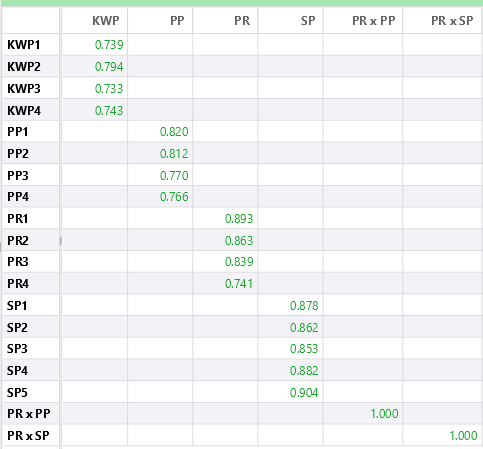 KWP PP PR SP PR x PP PR x SP
KWP1 0.739
KWP2 0.794
KWP3 0.733
KWP4 0.743
PP1 0.820
PP2 0.812
PP3 0.770
PP4 0.766
PR1 0.893
PR2 0.863
PR3 0.839
PR4 0.741
SP1 0.878
SP2 0.862
SP3 0.853
SP4 0.882
SP5 0.904
PR x PP 1.000
PR x SP 1.000